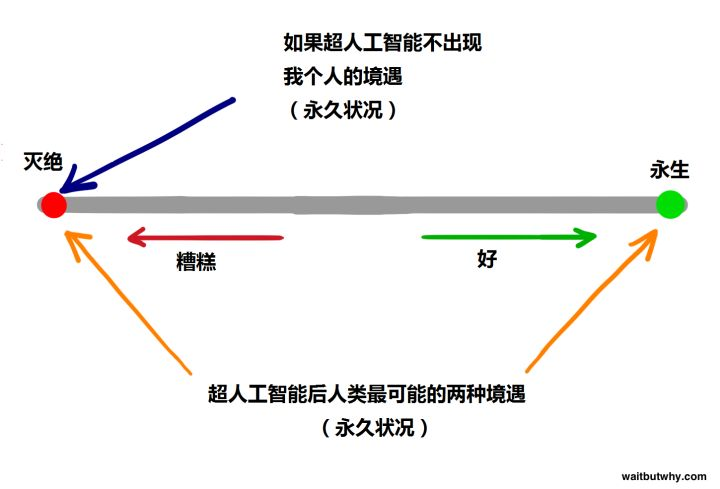 如果超人工智能不出现
我个人的境遇
（永久状况）
灭绝
永生
糟糕
好
超人工智能后人类最可能的两种境遇
（永久状况）
waitbutwhy.com